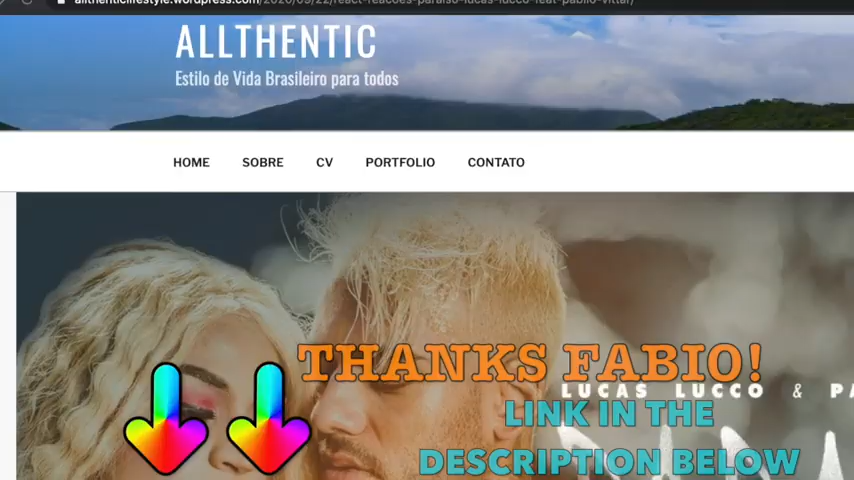 allthenticlifestyle.wordpress.com/2020/05/22/react-reacoes-paraiso-lucas-lucco-feat-pabllo-vittar/
ALLTHENTIC
Estilo de Vida Brasileiro para todos
HOME SOBRE CV PORTFOLIO CONTATO
THANKS FABIO!
LUCAS LUCCO & PA
LINK IN THE
DESCRIPTION BELOW